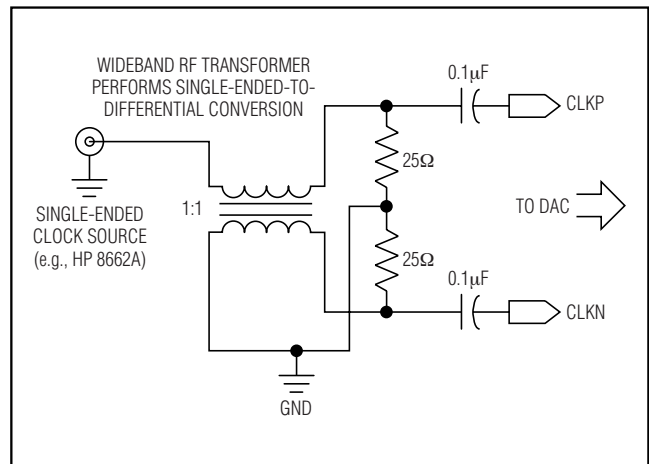 WIDEBAND RF TRANSFORMER
PERFORMS SINGLE-ENDED-TO-
DIFFERENTIAL CONVERSION
0.1μF
CLKP
25Ω
1:1
TO DAC
SINGLE-ENDED
CLOCK SOURCE
(e.g., HP 8662A)
25Ω
0.1μF
CLKN
GND